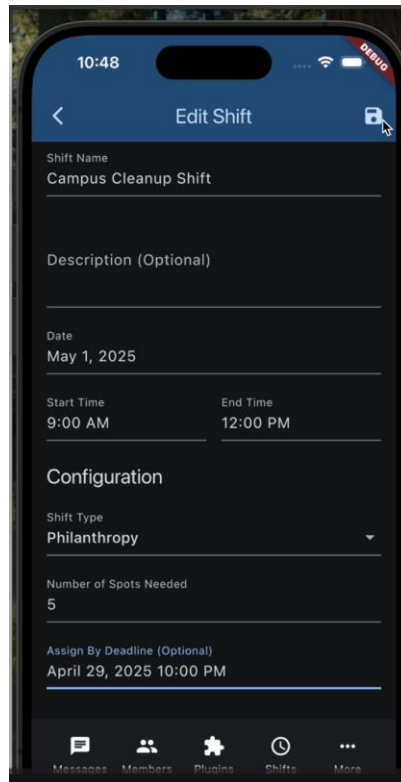 10:48
DEBUG
Edit Shift
Shift Name
Campus Cleanup Shift
Description (Optional)
Date
May 1, 2025
Start Time End Time
9:00 AM 12:00 PM
Configuration
Shift Type
Philanthropy
Number of Spots Needed
5
Assign By Deadline (Optional)
April 29, 2025 10:00 PM
Messages Members Plugins Shifts More